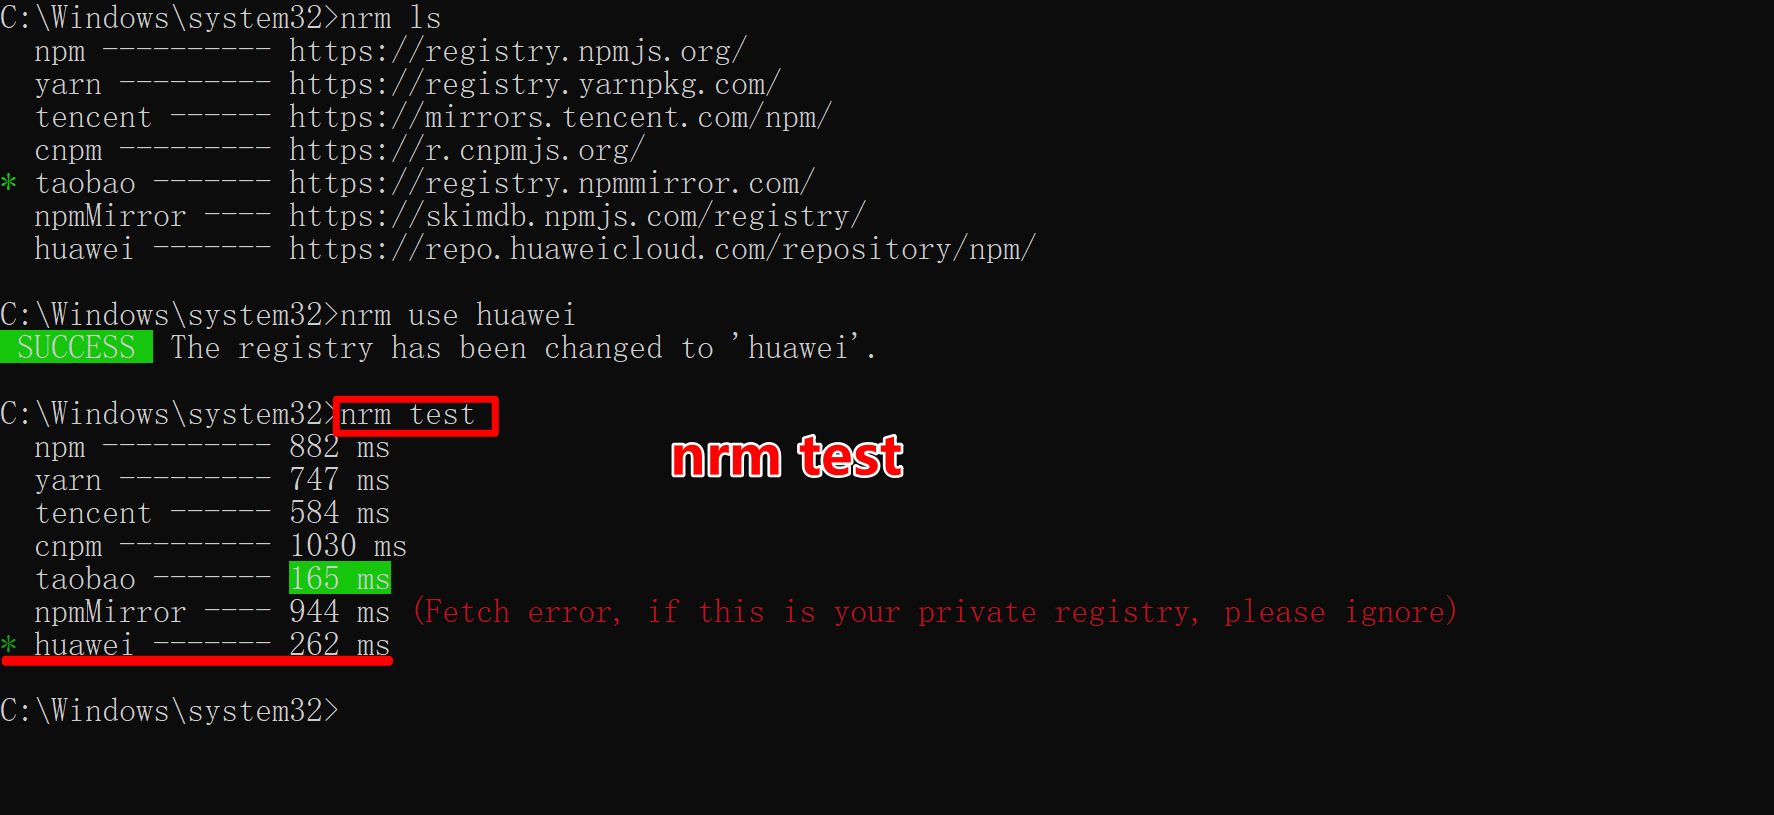 C:\Windows\system32>nrm ls
  npm ---------- https://registry.npmjs.org/
  yarn --------- https://registry.yarnpkg.com/
  tencent ------ https://mirrors.tencent.com/npm/
  cnpm --------- https://r.cnpmjs.org/
* taobao ------- https://registry.npmmirror.com/
  npmMirror ---- https://skimdb.npmjs.com/registry/
  huawei ------- https://repo.huaweicloud.com/repository/npm/
C:\Windows\system32>nrm use huawei
 SUCCESS  The registry has been changed to 'huawei'.
C:\Windows\system32>nrm test
  npm ---------- 882 ms
nrm test
  yarn --------- 747 ms
  tencent ------ 584 ms
  cnpm --------- 1030 ms
  taobao ------- 165 ms
  npmMirror ---- 944 ms (Fetch error, if this is your private registry, please ignore)
* huawei ------- 262 ms
C:\Windows\system32>